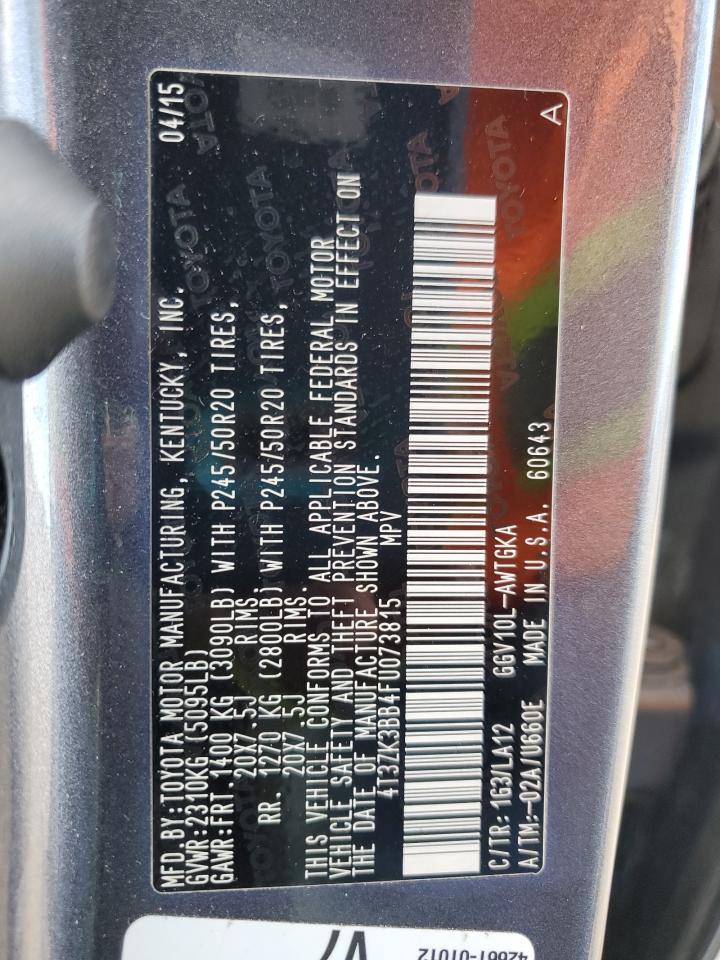 MFD.BY:TOYOTA MOTOR MANUFACTURING, KENTUCKY, INC. 04/15
GVWR:2310KG (5095LB)
GAWR:FRT.1400 KG (3090LB) WITH P245/50R20 TIRES,
20X7.5J RIMS.
RR. 1270 KG (2800LB) WITH P245/50R20 TIRES,
20X7.5J RIMS.
THIS VEHICLE CONFORMS TO ALL APPLICABLE FEDERAL MOTOR
VEHICLE SAFETY AND THEFT PREVENTION STANDARDS IN EFFECT ON
THE DATE OF MANUFACTURE SHOWN ABOVE.
4T3ZK3BB4FU073815 MPV
C/TR:1G3/LA12 GGV10L-AWTGKA
A/TM:-02A/U660E MADE IN U.S.A. 60643 A
42661-01012